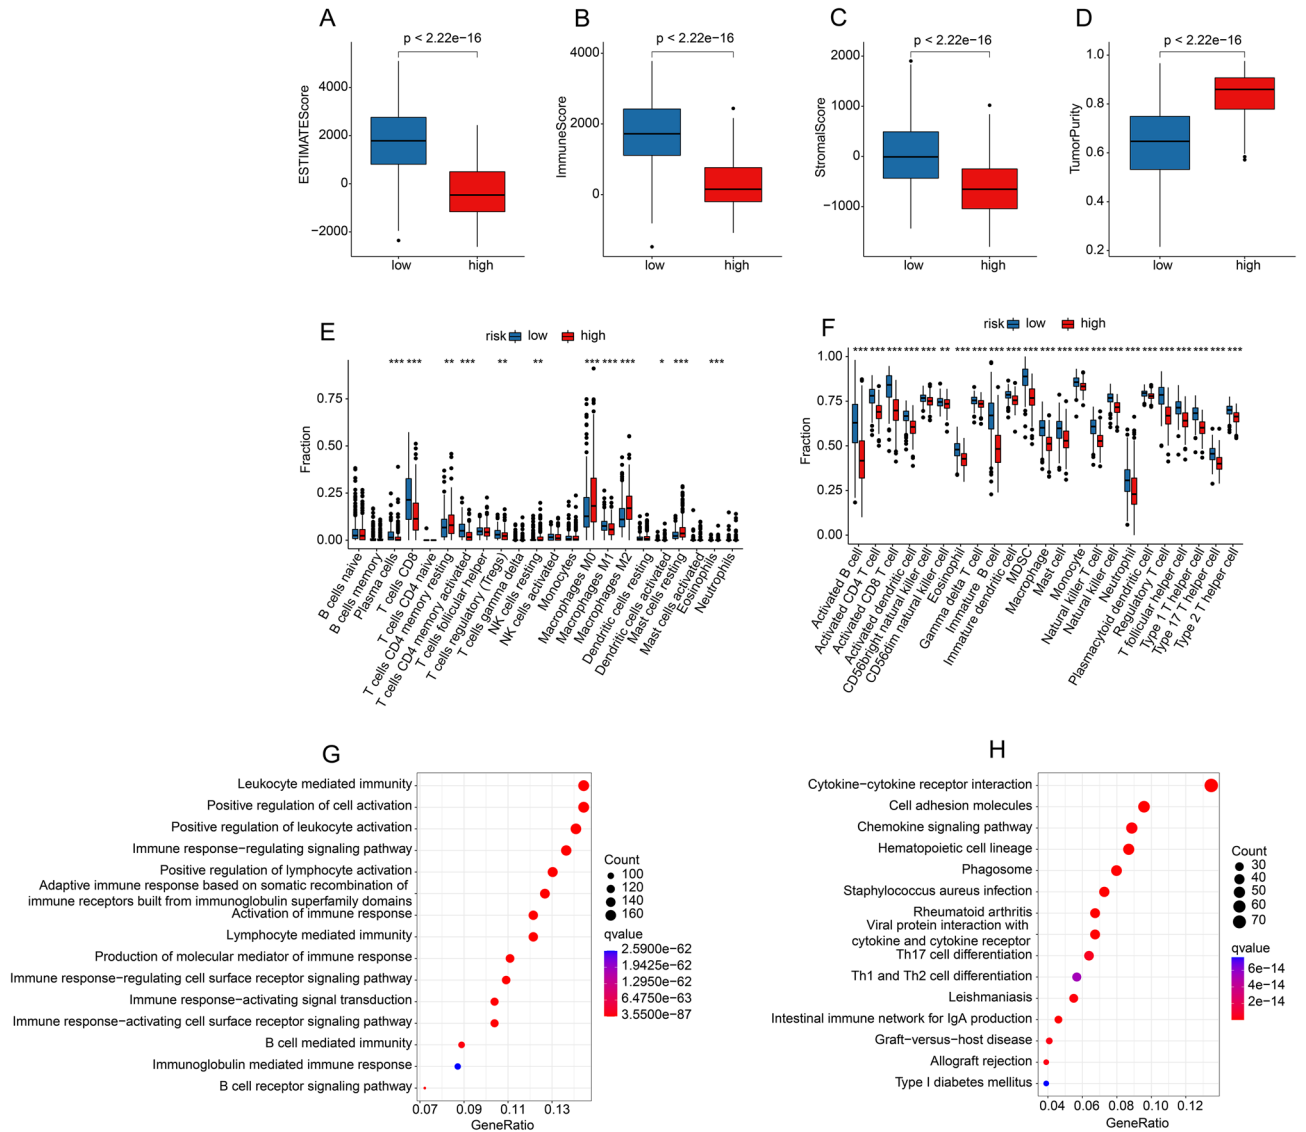 A
p < 2.22e−16
ESTIMATEScore
4000
2000
0
−2000
low
high
B
p < 2.22e−16
ImmuneScore
4000
2000
0
low
high
C
p < 2.22e−16
StromalScore
2000
1000
0
−1000
low
high
D
p < 2.22e−16
TumorPurity
1.0
0.8
0.6
0.4
0.2
low
high
E
risk low high
*** *** ** *** ** ** *** *** *** * *** ***
Fraction
0.75
0.50
0.25
0.00
B cells naive
B cells memory
Plasma cells
T cells CD8
T cells CD4 naive
T cells CD4 memory resting
T cells CD4 memory activated
T cells follicular helper
T cells regulatory (Tregs)
T cells gamma delta
NK cells resting
NK cells activated
Monocytes
Macrophages M0
Macrophages M1
Macrophages M2
Dendritic cells resting
Dendritic cells activated
Mast cells resting
Mast cells activated
Eosinophils
Neutrophils
F
risk low high
*** *** *** *** *** ** *** *** *** *** *** *** *** *** *** *** *** *** *** *** *** *** ***
Fraction
1.00
0.75
0.50
0.25
0.00
Activated B cell
Activated CD4 T cell
Activated CD8 T cell
Activated dendritic cell
CD56bright natural killer cell
CD56dim natural killer cell
Eosinophil
Gamma delta T cell
Immature B cell
Immature dendritic cell
MDSC
Macrophage
Mast cell
Monocyte
Natural killer T cell
Natural killer cell
Neutrophil
Plasmacytoid dendritic cell
Regulatory T cell
T follicular helper cell
Type 1 T helper cell
Type 17 T helper cell
Type 2 T helper cell
G
Leukocyte mediated immunity
Positive regulation of cell activation
Positive regulation of leukocyte activation
Immune response−regulating signaling pathway
Positive regulation of lymphocyte activation
Adaptive immune response based on somatic recombination of
immune receptors built from immunoglobulin superfamily domains
Activation of immune response
Lymphocyte mediated immunity
Production of molecular mediator of immune response
Immune response−regulating cell surface receptor signaling pathway
Immune response−activating signal transduction
Immune response−activating cell surface receptor signaling pathway
B cell mediated immunity
Immunoglobulin mediated immune response
B cell receptor signaling pathway
0.07 0.09 0.11 0.13
GeneRatio
Count
100
120
140
160
qvalue
2.5900e−62
1.9425e−62
1.2950e−62
6.4750e−63
3.5500e−87
H
Cytokine−cytokine receptor interaction
Cell adhesion molecules
Chemokine signaling pathway
Hematopoietic cell lineage
Phagosome
Staphylococcus aureus infection
Rheumatoid arthritis
Viral protein interaction with
cytokine and cytokine receptor
Th17 cell differentiation
Th1 and Th2 cell differentiation
Leishmaniasis
Intestinal immune network for IgA production
Graft−versus−host disease
Allograft rejection
Type I diabetes mellitus
0.04 0.06 0.08 0.10 0.12
GeneRatio
Count
30
40
50
60
70
qvalue
6e−14
4e−14
2e−14